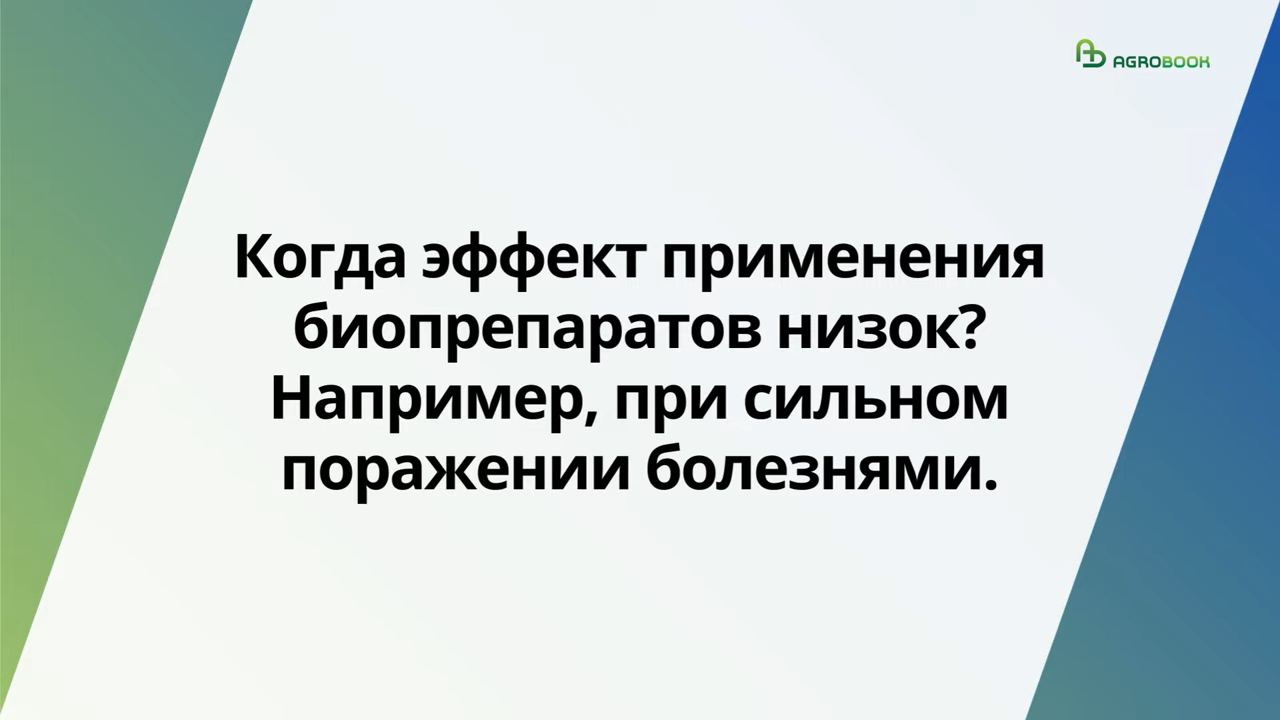 AGROBOOK
Когда эффект применения
биопрепаратов низок?
Например, при сильном
поражении болезнями.